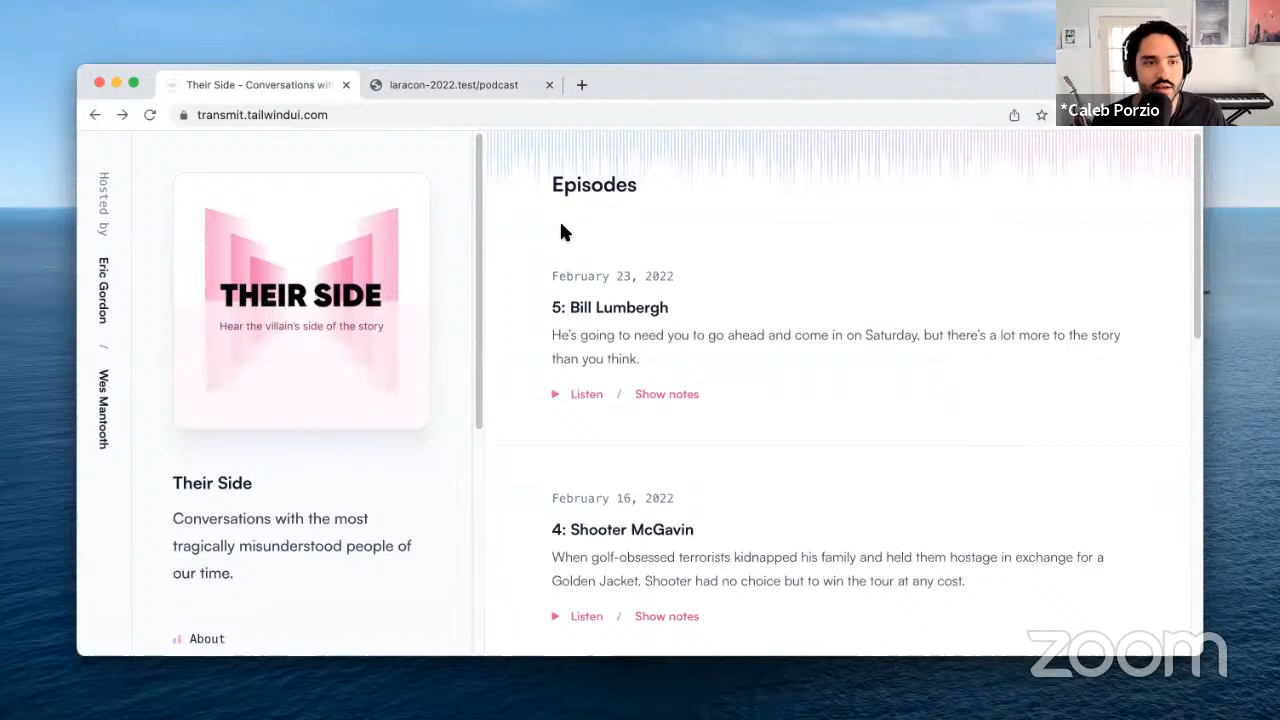 Their Side - Conversations wit
laracon-2022.test/podcast
transmit.tailwindui.com
*Caleb Porzio
Hosted by Eric Gordon / Wes Mantooth
THEIR SIDE
Hear the villain's side of the story
Their Side
Conversations with the most
tragically misunderstood people of
our time.
About
Episodes
February 23, 2022
5: Bill Lumbergh
He's going to need you to go ahead and come in on Saturday, but there's a lot more to the story
than you think.
Listen / Show notes
February 16, 2022
4: Shooter McGavin
When golf-obsessed terrorists kidnapped his family and held them hostage in exchange for a
Golden Jacket, Shooter had no choice but to win the tour at any cost.
Listen / Show notes
zoom